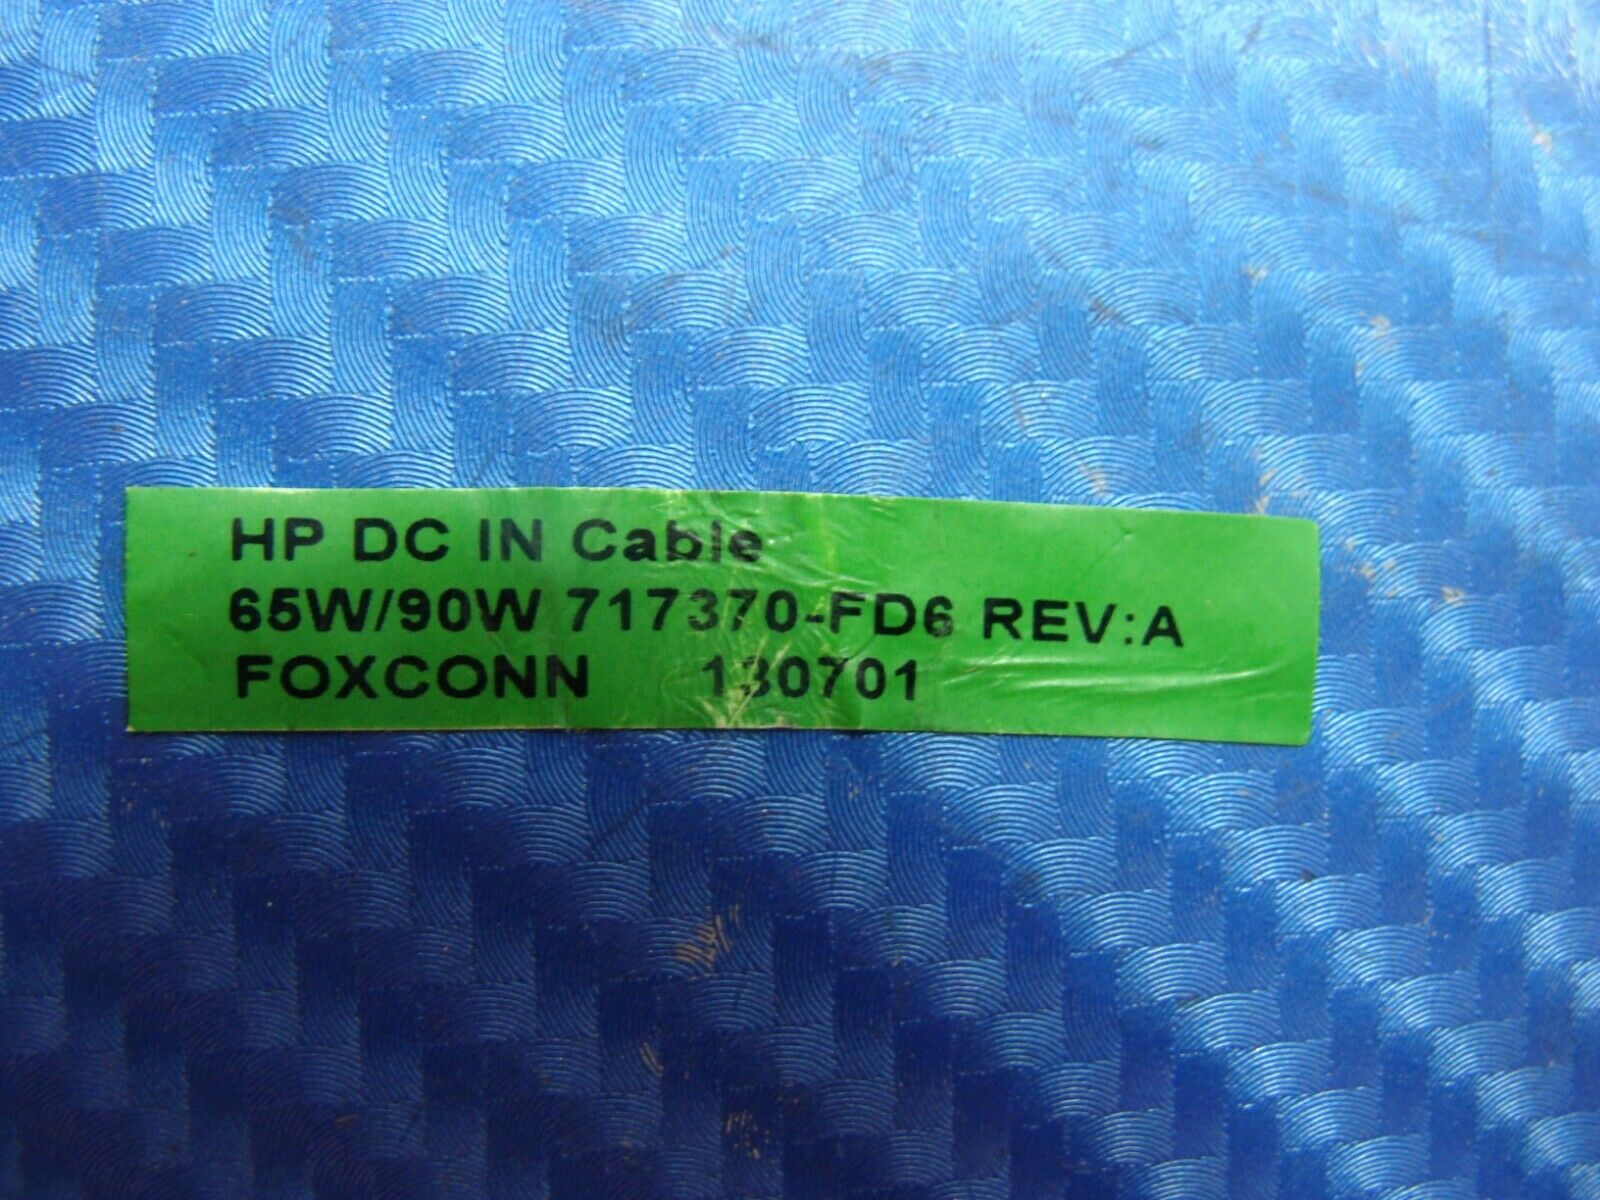 HP DC IN Cable
65W/90W 717370-FD6 REV:A
FOXCONN 130701